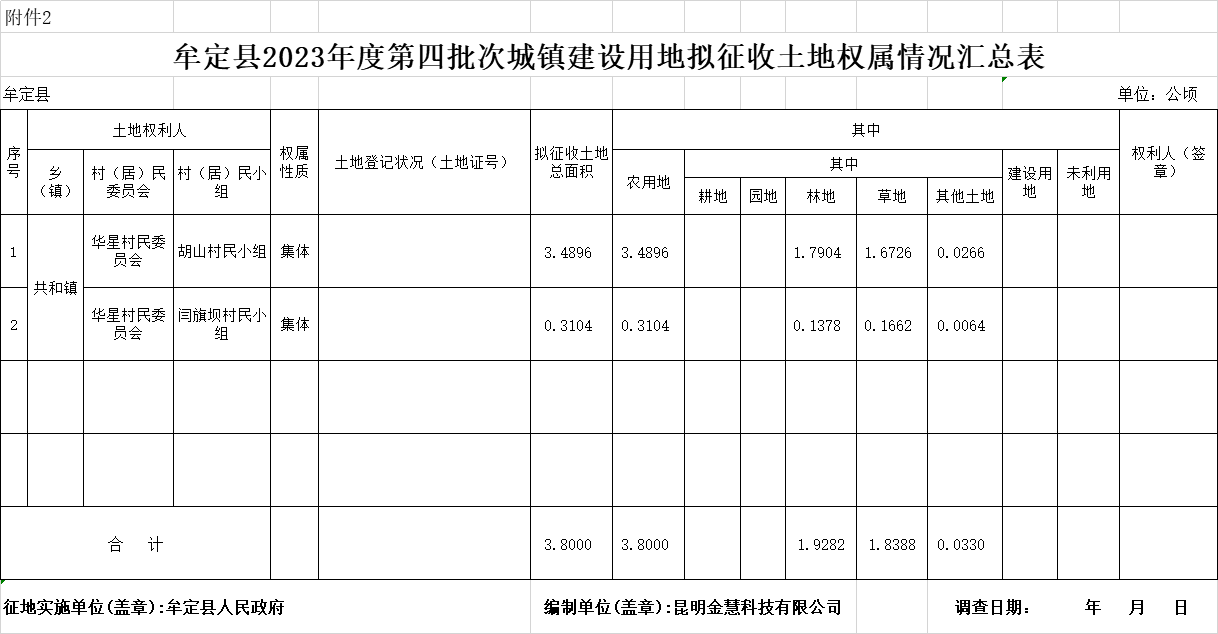 附件2
牟定县2023年度第四批次城镇建设用地拟征收土地权属情况汇总表
牟定县 单位：公顷
序号 土地权利人 权属性质 土地登记状况（土地证号） 拟征收土地总面积 其中 权利人（签章）
乡（镇） 村（居）民委员会 村（居）民小组 农用地 其中 建设用地 未利用地
耕地 园地 林地 草地 其他土地
1 共和镇 华星村民委员会 胡山村民小组 集体 3.4896 3.4896 1.7904 1.6726 0.0266
2 华星村民委员会 闫旗坝村民小组 集体 0.3104 0.3104 0.1378 0.1662 0.0064
合 计 3.8000 3.8000 1.9282 1.8388 0.0330
征地实施单位(盖章):牟定县人民政府 编制单位(盖章):昆明金慧科技有限公司 调查日期： 年 月 日